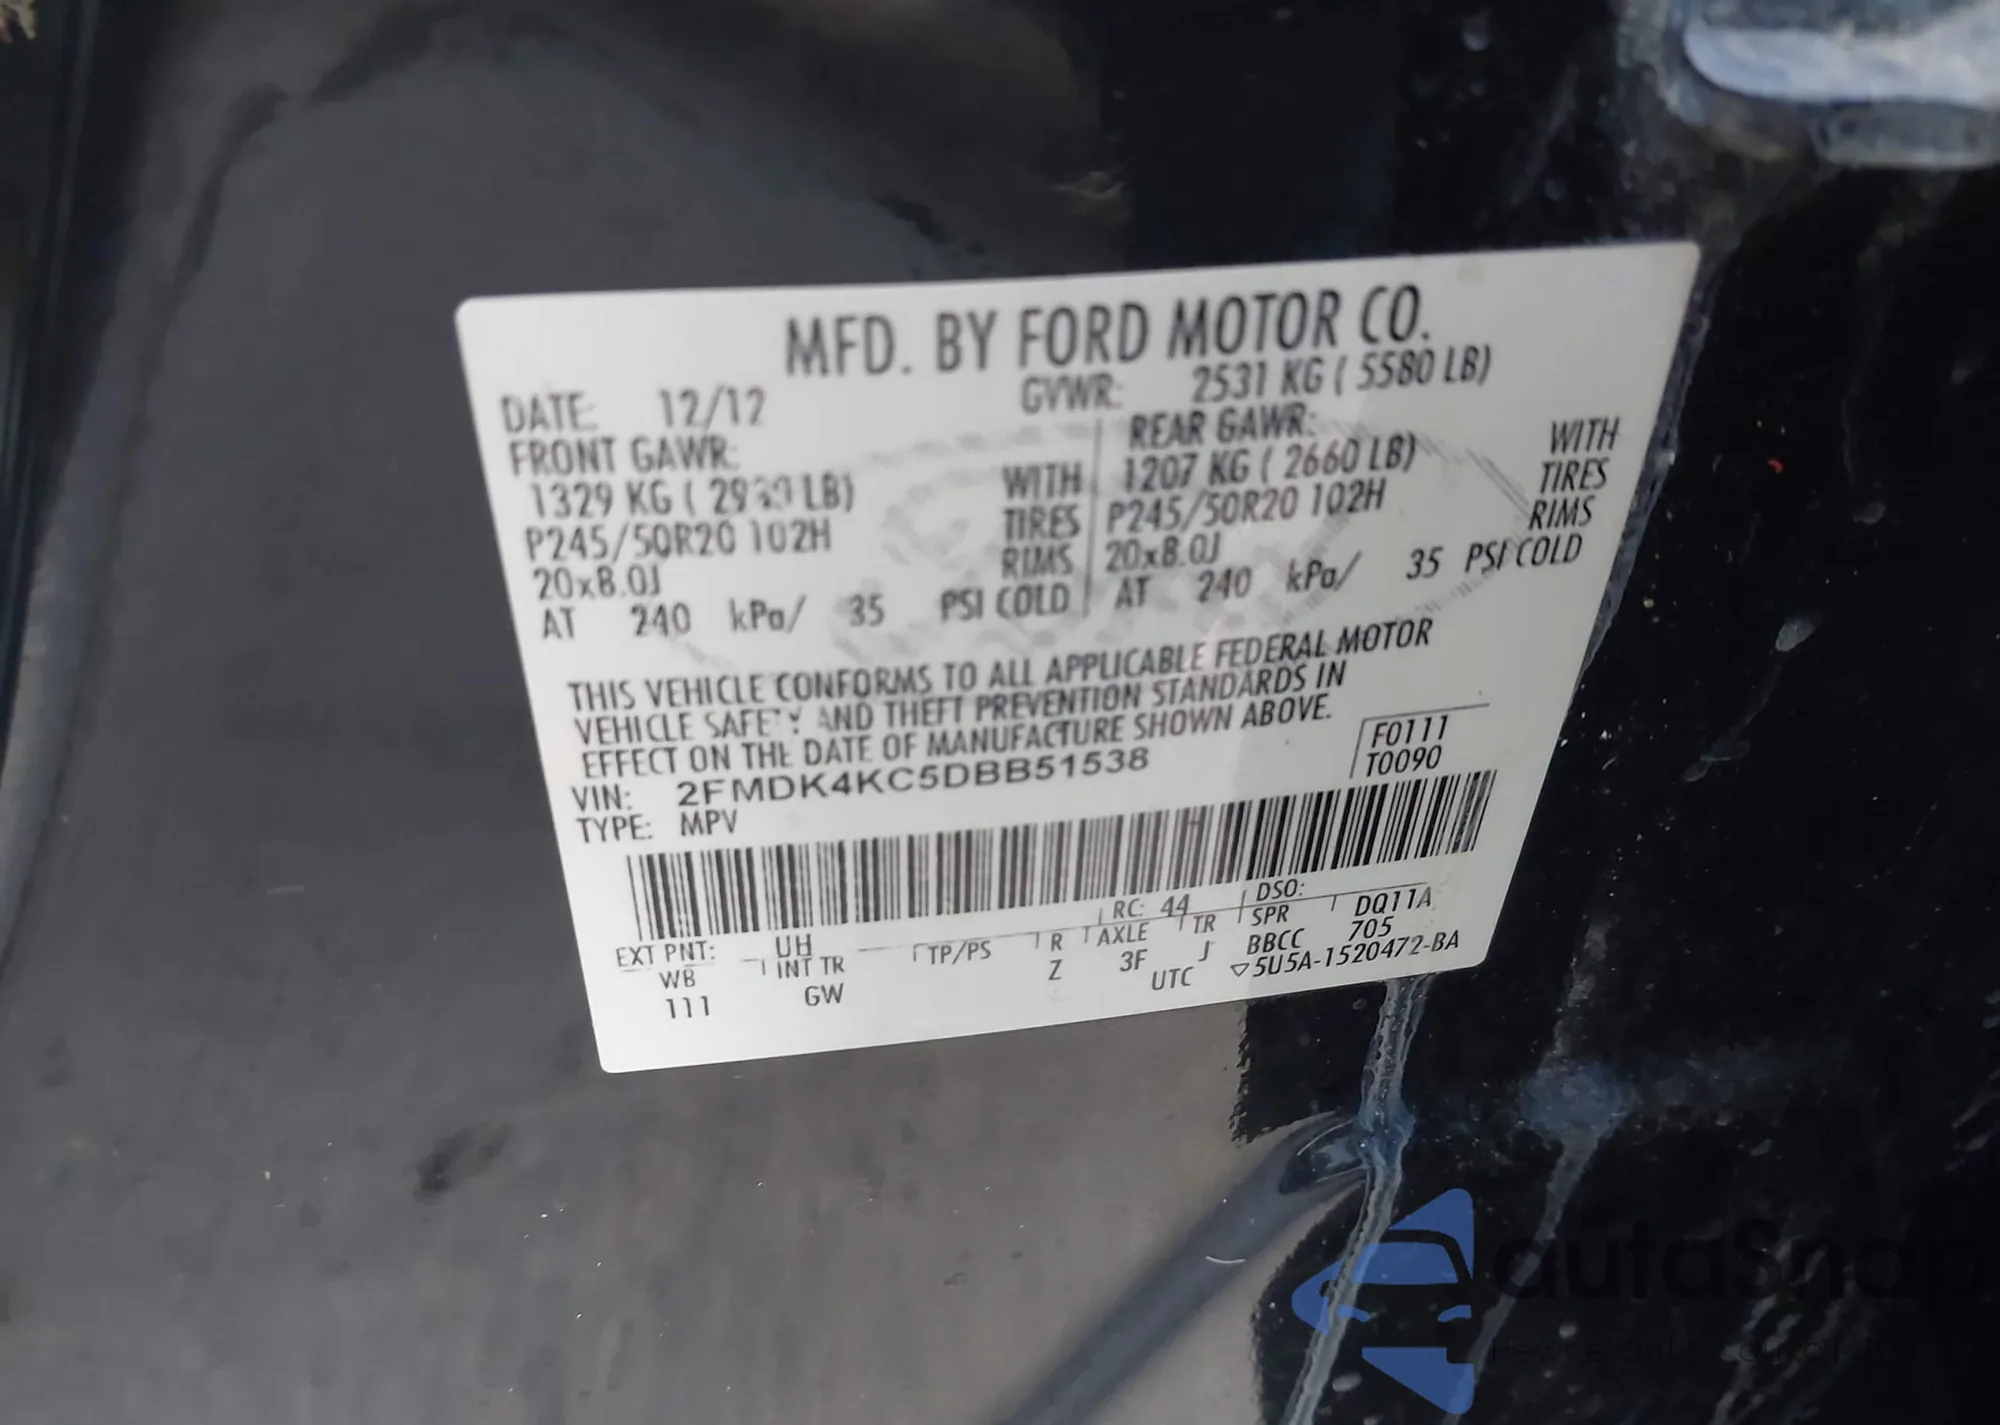 MFD. BY FORD MOTOR CO.
DATE: 12/12 GVWR: 2531 KG ( 5580 LB)
FRONT GAWR: REAR GAWR:
1329 KG ( LB) WITH 1207 KG ( 2660 LB) WITH
P245/50R20 102H TIRES P245/50R20 102H TIRES
20x8.0J RIMS 20x8.0J RIMS
AT 240 kPa/ 35 PSI COLD AT 240 kPa/ 35 PSI COLD
THIS VEHICLE CONFORMS TO ALL APPLICABLE FEDERAL MOTOR
VEHICLE SAFETY AND THEFT PREVENTION STANDARDS IN
EFFECT ON THE DATE OF MANUFACTURE SHOWN ABOVE.
F0111
VIN: 2FMDK4KC5DBB51538 T0090
TYPE: MPV
EXT PNT: UH RC: 44 DSO:
WB INT TR TP/PS R AXLE TR SPR DQ11A
111 GW Z 3F J BBCC 705
UTC ▽5U5A-1520472-BA
autoSnap